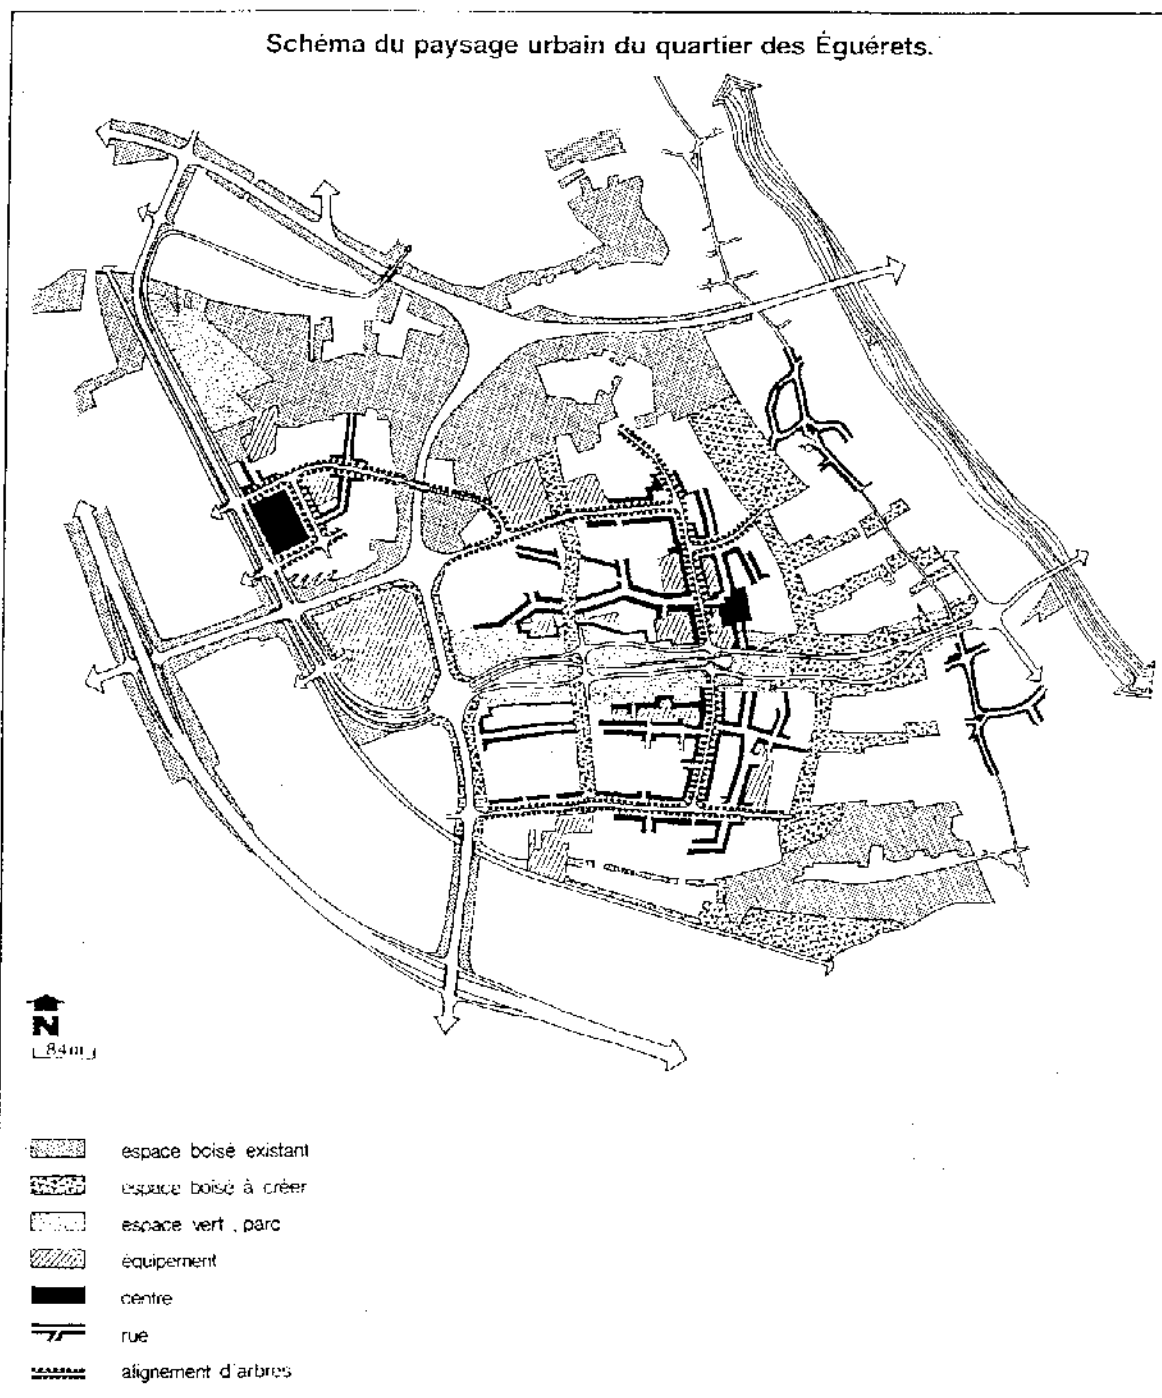 Schéma du paysage urbain du quartier des Éguérets.
N
84m
espace boisé existant
espace boisé à créer
espace vert, parc
équipement
centre
rue
alignement d'arbres